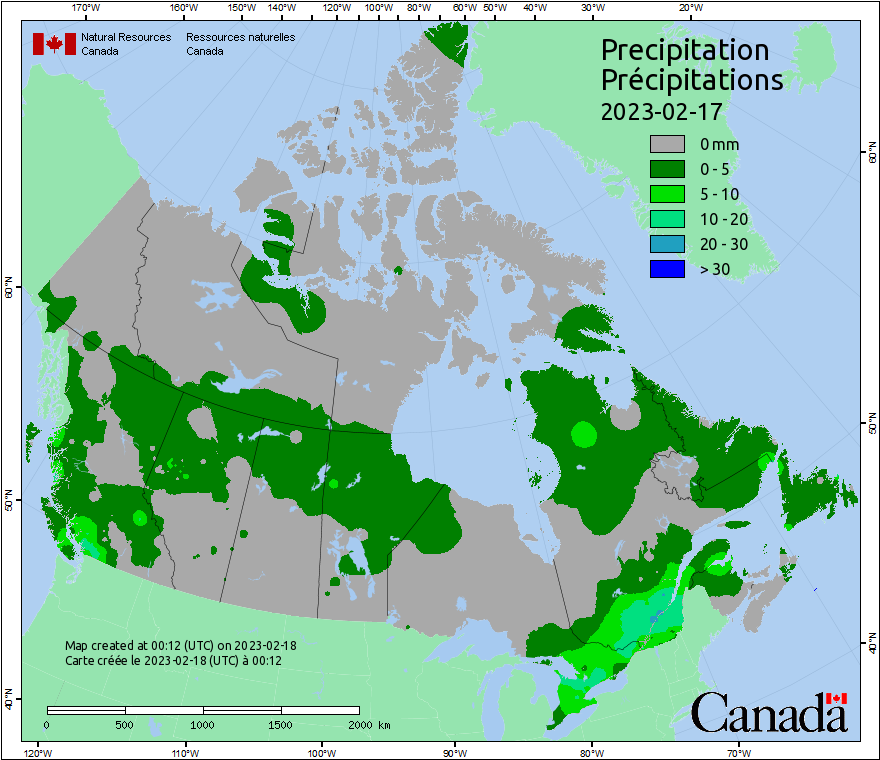 170°W 160°W 150°W 140°W 130°W 120°W 110°W 100°W 90°W 80°W 60°W 50°W 40°W 30°W 20°W
Natural Resources Ressources naturelles
Canada Canada
Precipitation
Précipitations
2023-02-17
0 mm
0 - 5
5 - 10
10 - 20
20 - 30
> 30
60°N 60°N
50°N 50°N
40°N 40°N
Map created at 00:12 (UTC) on 2023-02-18
Carte créée le 2023-02-18 (UTC) à 00:12
0 500 1000 1500 2000 km
Canada
120°W 110°W 100°W 90°W 80°W 70°W